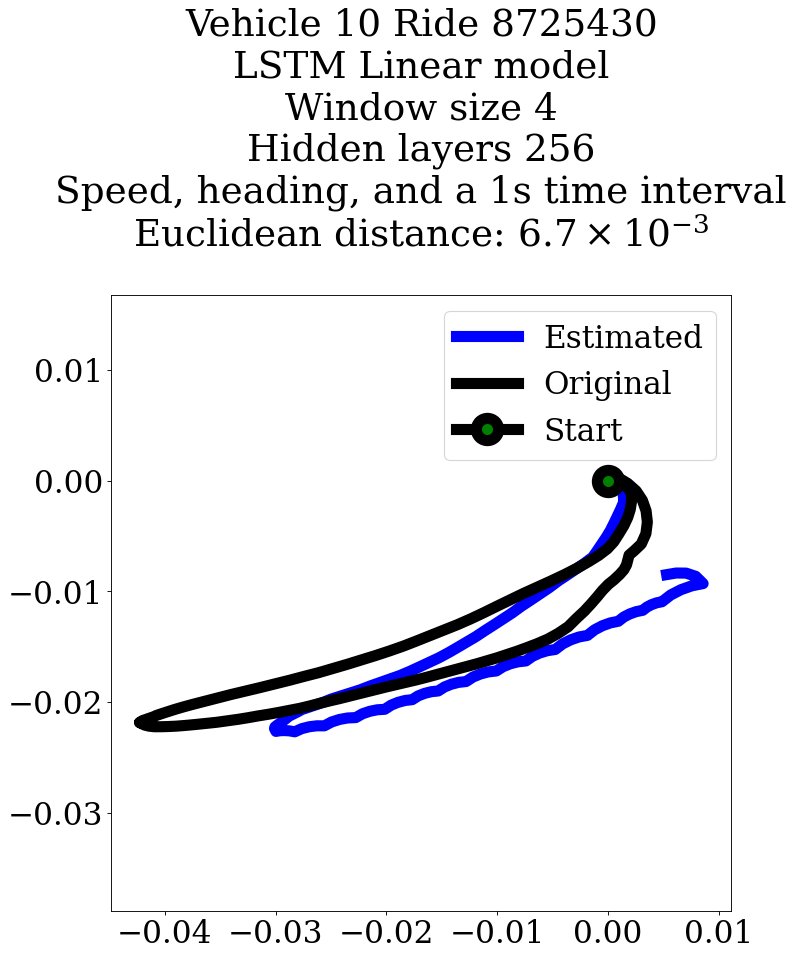 Vehicle 10 Ride 8725430
LSTM Linear model
Window size 4
Hidden layers 256
Speed, heading, and a 1s time interval
Euclidean distance: 6.7 × 10⁻³
Estimated
Original
Start
0.01
0.00
−0.01
−0.02
−0.03
−0.04 −0.03 −0.02 −0.01 0.00 0.01